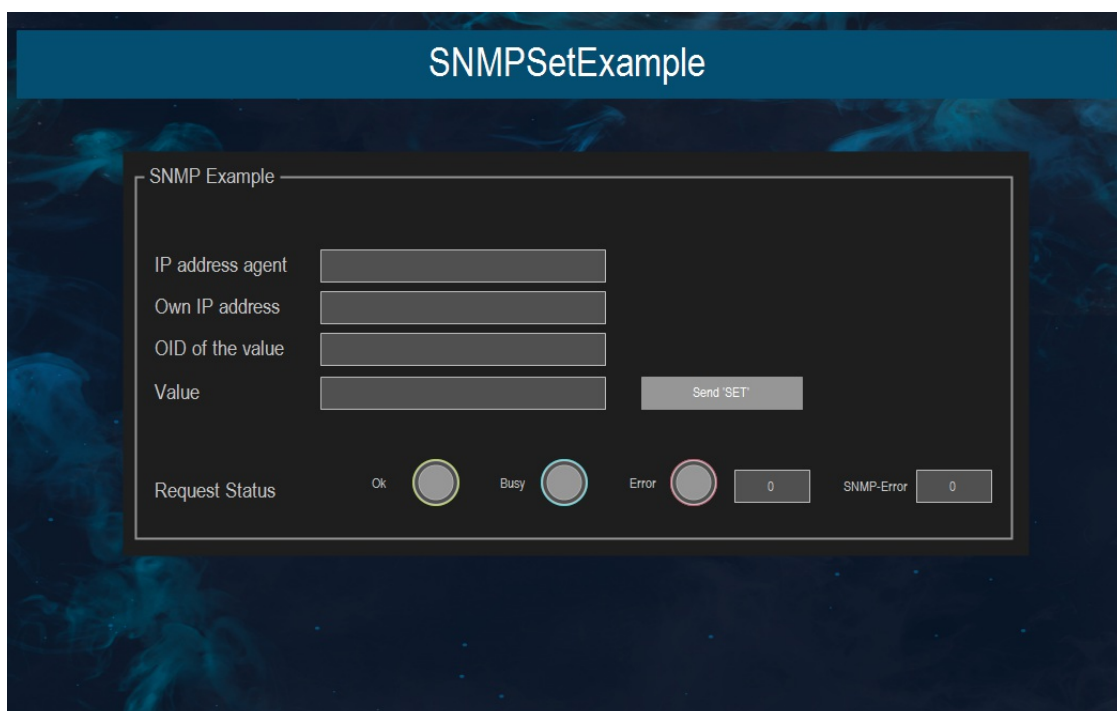 SNMPSetExample
SNMP Example
IP address agent
Own IP address
OID of the value
Value
Send 'SET'
Request Status
Ok
Busy
Error
0
SNMP-Error
0